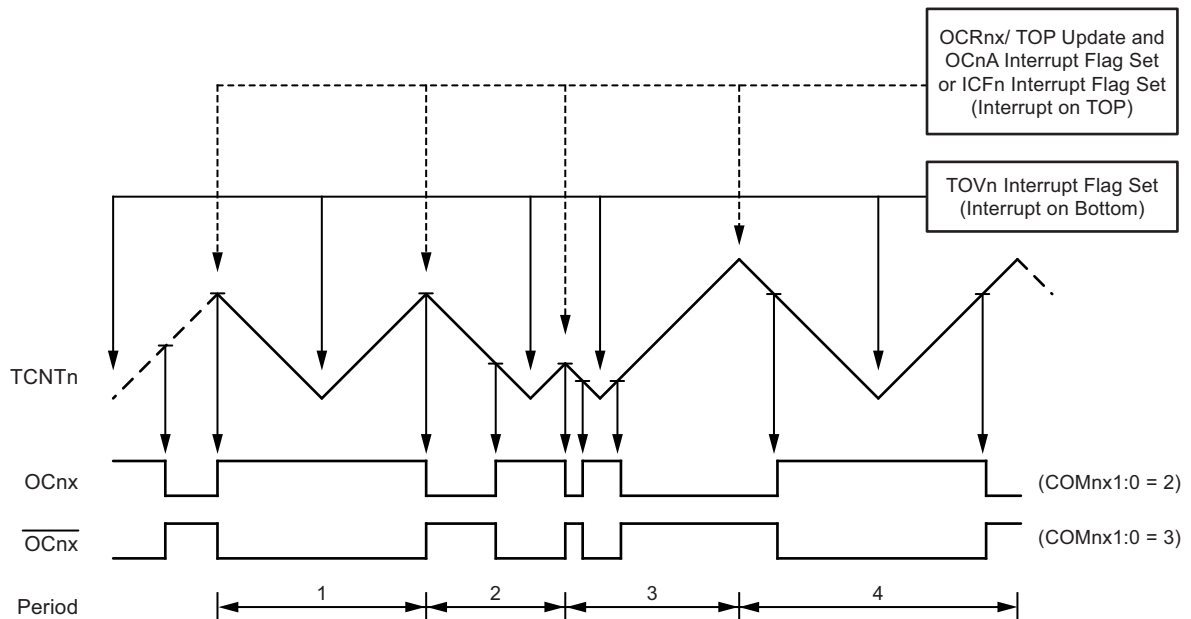 OCRnx/ TOP Update and
OCnA Interrupt Flag Set
or ICFn Interrupt Flag Set
(Interrupt on TOP)
TOVn Interrupt Flag Set
(Interrupt on Bottom)
TCNTn
OCnx
(COMnx1:0 = 2)
OCnx
(COMnx1:0 = 3)
Period
1
2
3
4